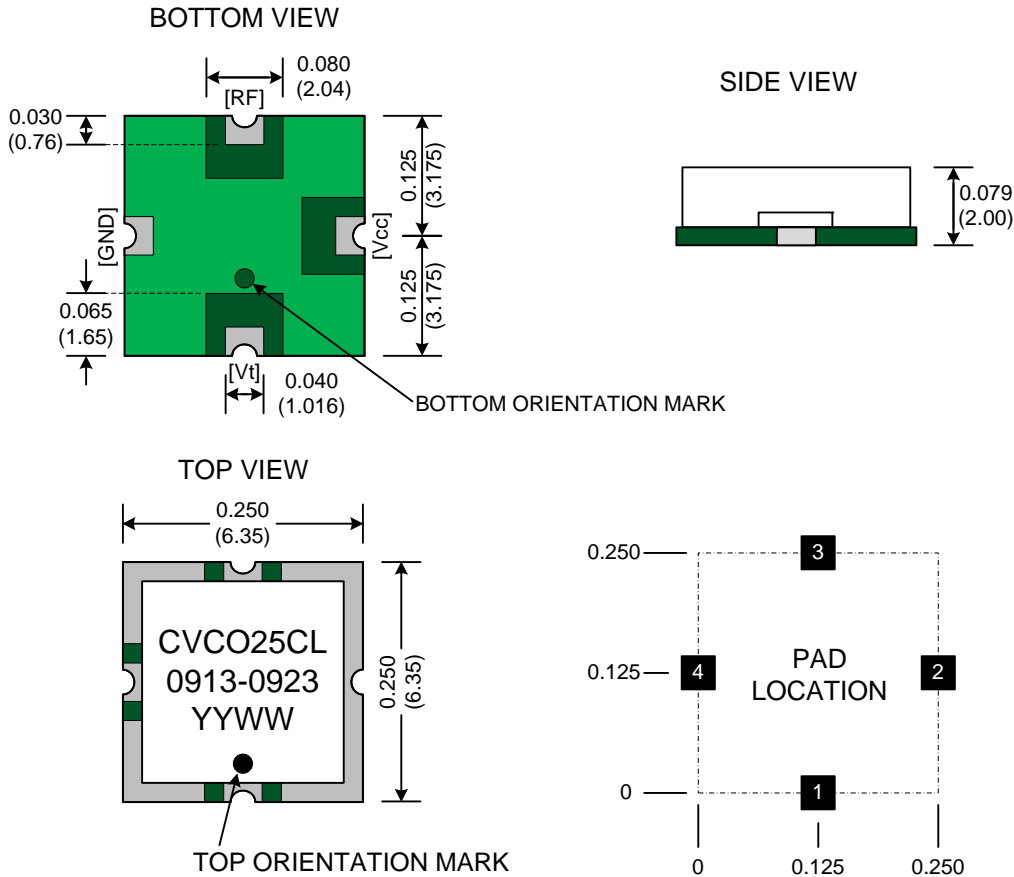 BOTTOM VIEW
0.080
(2.04)
[RF]
0.030
(0.76)
0.125
(3.175)
[GND]
[Vcc]
0.065
(1.65)
0.125
(3.175)
[Vt]
0.040
(1.016)
BOTTOM ORIENTATION MARK
SIDE VIEW
0.079
(2.00)
TOP VIEW
0.250
(6.35)
CVCO25CL
0913-0923
YYWW
0.250
(6.35)
TOP ORIENTATION MARK
0.250
3
0.125
4
PAD
LOCATION
2
0
1
0
0.125
0.250